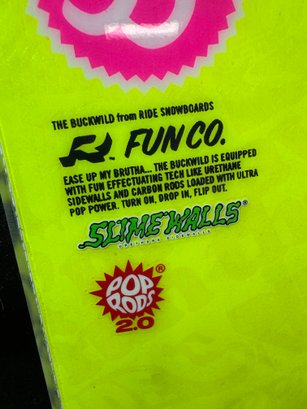 THE BUCKWILD from RIDE SNOWBOARDS
FUN CO.
EASE UP MY BRUTHA... THE BUCKWILD IS EQUIPPED
WITH FUN EFFECTUATING TECH LIKE URETHANE
SIDEWALLS AND CARBON RODS LOADED WITH ULTRA
POP POWER. TURN ON, DROP IN, FLIP OUT.
SLIMEWALLS®
URETHANE SIDEWALLS
POP®
RODS
2.0